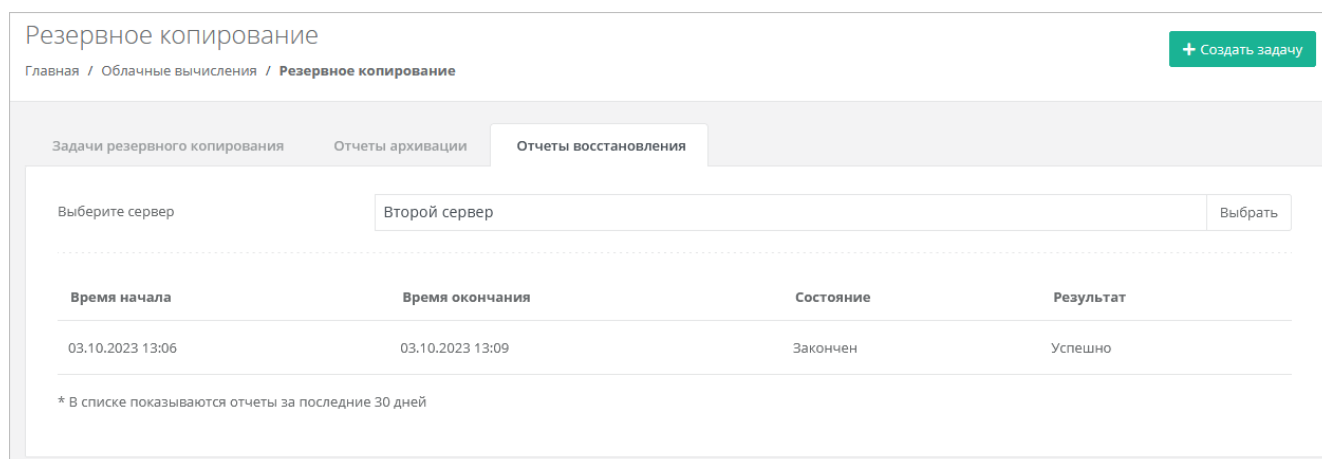 Резервное копирование
+ Создать задачу
Главная / Облачные вычисления / Резервное копирование
Задачи резервного копирования Отчеты архивации Отчеты восстановления
Выберите сервер Второй сервер Выбрать
Время начала Время окончания Состояние Результат
03.10.2023 13:06 03.10.2023 13:09 Закончен Успешно
* В списке показываются отчеты за последние 30 дней